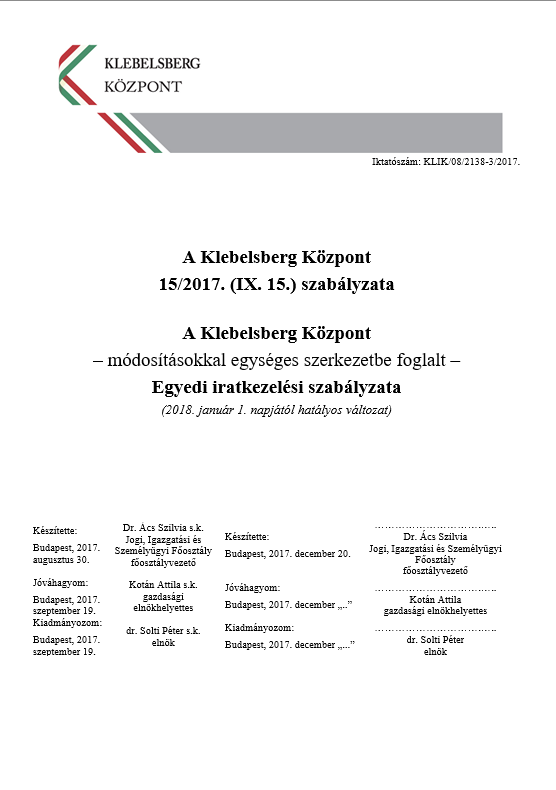 KLEBELSBERG
KÖZPONT
Iktatószám: KLIK/08/2138-3/2017.
A Klebelsberg Központ
15/2017. (IX. 15.) szabályzata
A Klebelsberg Központ
– módosításokkal egységes szerkezetbe foglalt –
Egyedi iratkezelési szabályzata
(2018. január 1. napjától hatályos változat)
Készítette:
Budapest, 2017.
augusztus 30.
Dr. Ács Szilvia s.k.
Jogi, Igazgatási és
Személyügyi Főosztály
főosztályvezető
Jóváhagyom:
Budapest, 2017.
szeptember 19.
Kotán Attila s.k.
gazdasági
elnökhelyettes
Kiadmányozom:
Budapest, 2017.
szeptember 19.
dr. Solti Péter s.k.
elnök
Készítette:
Budapest, 2017. december 20.
…………………………….…..
Dr. Ács Szilvia
Jogi, Igazgatási és Személyügyi
Főosztály
főosztályvezető
Jóváhagyom:
Budapest, 2017. december „..”
…………………………….…..
Kotán Attila
gazdasági elnökhelyettes
Kiadmányozom:
Budapest, 2017. december „...”
…………………………….…..
dr. Solti Péter
elnök